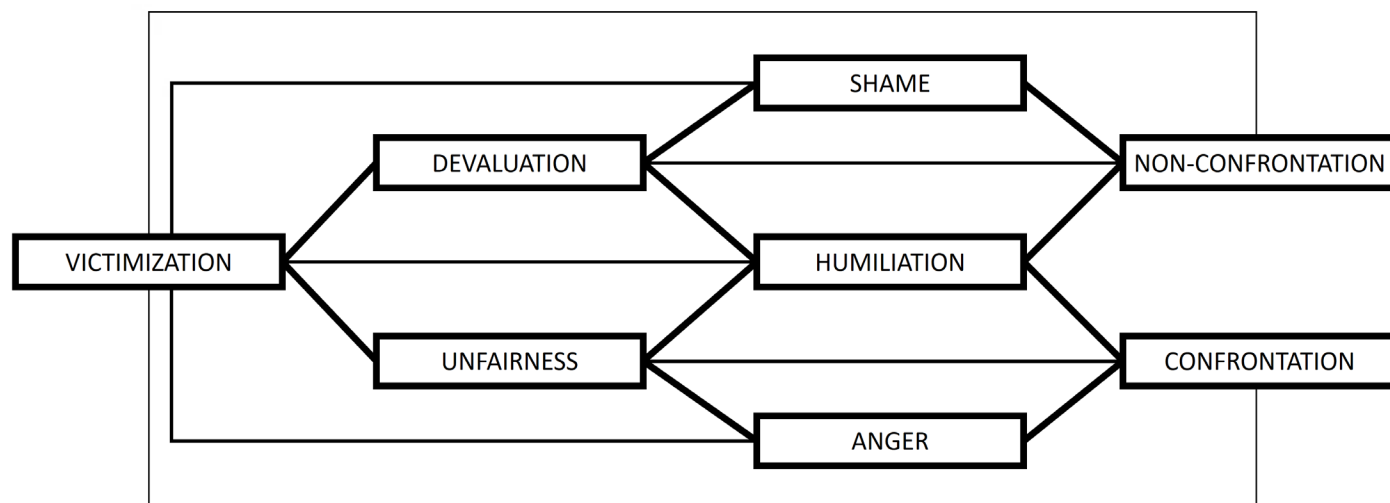 SHAME
DEVALUATION
NON-CONFRONTATION
VICTIMIZATION
HUMILIATION
UNFAIRNESS
CONFRONTATION
ANGER